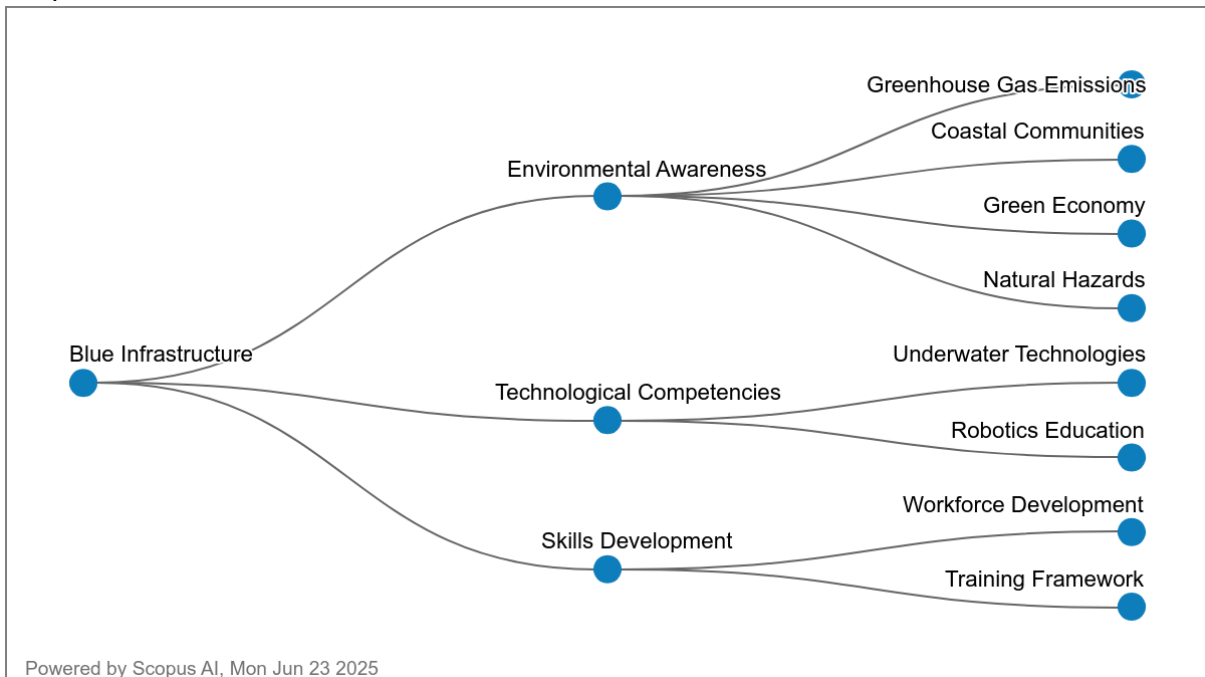 Greenhouse Gas Emissions
Coastal Communities
Environmental Awareness
Green Economy
Natural Hazards
Blue Infrastructure
Underwater Technologies
Technological Competencies
Robotics Education
Workforce Development
Skills Development
Training Framework
Powered by Scopus AI, Mon Jun 23 2025